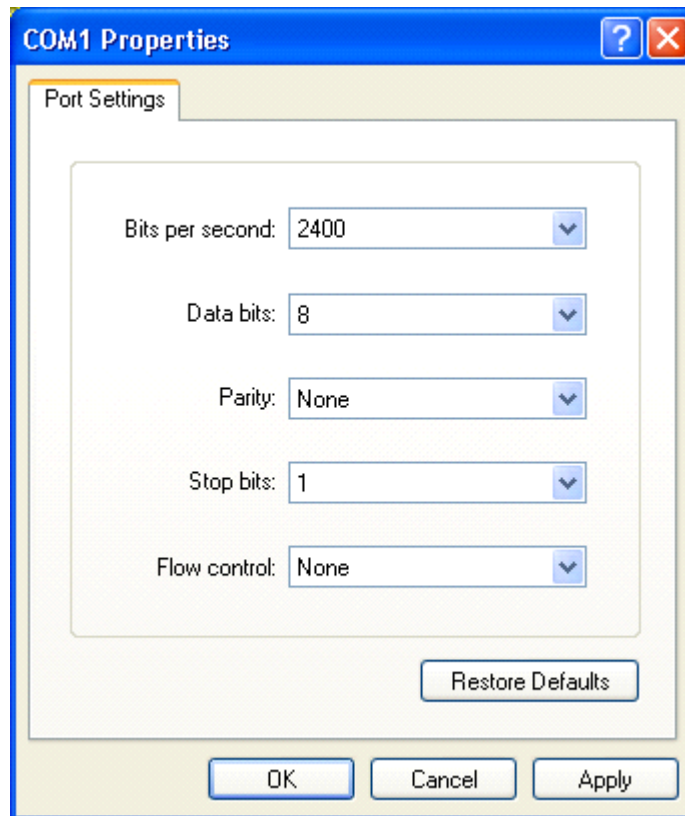 COM1 Properties
Port Settings
Bits per second: 2400
Data bits: 8
Parity: None
Stop bits: 1
Flow control: None
Restore Defaults
OK Cancel Apply